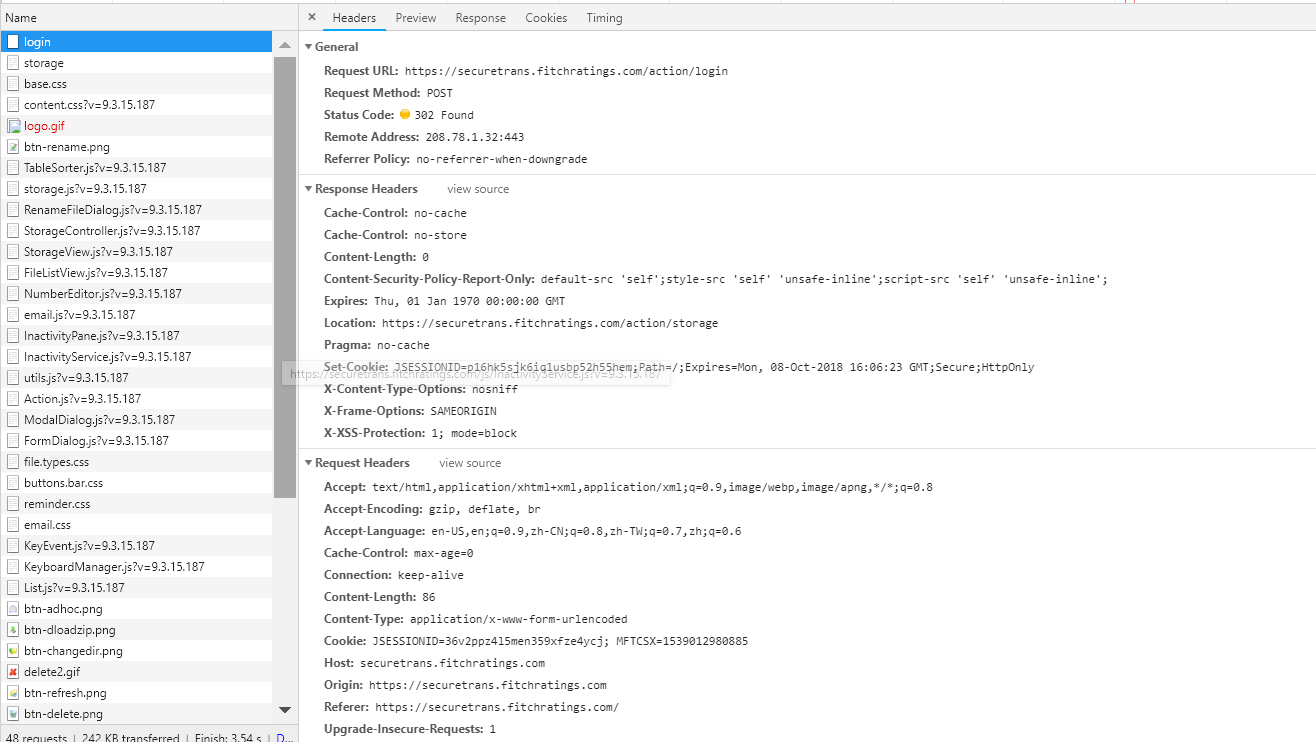 Name
login
storage
base.css
content.css?v=9.3.15.187
logo.gif
btn-rename.png
TableSorter.js?v=9.3.15.187
storage.js?v=9.3.15.187
RenameFileDialog.js?v=9.3.15.187
StorageController.js?v=9.3.15.187
StorageView.js?v=9.3.15.187
FileListView.js?v=9.3.15.187
NumberEditor.js?v=9.3.15.187
email.js?v=9.3.15.187
InactivityPane.js?v=9.3.15.187
InactivityService.js?v=9.3.15.187
utils.js?v=9.3.15.187
Action.js?v=9.3.15.187
ModalDialog.js?v=9.3.15.187
FormDialog.js?v=9.3.15.187
file.types.css
buttons.bar.css
reminder.css
email.css
KeyEvent.js?v=9.3.15.187
KeyboardManager.js?v=9.3.15.187
List.js?v=9.3.15.187
btn-adhoc.png
btn-dloadzip.png
btn-changedir.png
delete2.gif
btn-refresh.png
btn-delete.png
48 requests | 242 KB transferred | Finish: 3.54 s | D...
× Headers Preview Response Cookies Timing
General
Request URL: https://securetrans.fitchratings.com/action/login
Request Method: POST
Status Code: 302 Found
Remote Address: 208.78.1.32:443
Referrer Policy: no-referrer-when-downgrade
Response Headers view source
Cache-Control: no-cache
Cache-Control: no-store
Content-Length: 0
Content-Security-Policy-Report-Only: default-src 'self';style-src 'self' 'unsafe-inline';script-src 'self' 'unsafe-inline';
Expires: Thu, 01 Jan 1970 00:00:00 GMT
Location: https://securetrans.fitchratings.com/action/storage
Pragma: no-cache
Set-Cookie: JSESSIONID=p16hk5sjk6iq1usbp52h55hem;Path=/;Expires=Mon, 08-Oct-2018 16:06:23 GMT;Secure;HttpOnly
https://securetrans.fitchratings.com/js/InactivityService.js?v=9.3.15.187
X-Content-Type-Options: nosniff
X-Frame-Options: SAMEORIGIN
X-XSS-Protection: 1; mode=block
Request Headers view source
Accept: text/html,application/xhtml+xml,application/xml;q=0.9,image/webp,image/apng,*/*;q=0.8
Accept-Encoding: gzip, deflate, br
Accept-Language: en-US,en;q=0.9,zh-CN;q=0.8,zh-TW;q=0.7,zh;q=0.6
Cache-Control: max-age=0
Connection: keep-alive
Content-Length: 86
Content-Type: application/x-www-form-urlencoded
Cookie: JSESSIONID=36v2ppz4l5men359xfze4ycj; MFTCSX=1539012980885
Host: securetrans.fitchratings.com
Origin: https://securetrans.fitchratings.com
Referer: https://securetrans.fitchratings.com/
Upgrade-Insecure-Requests: 1